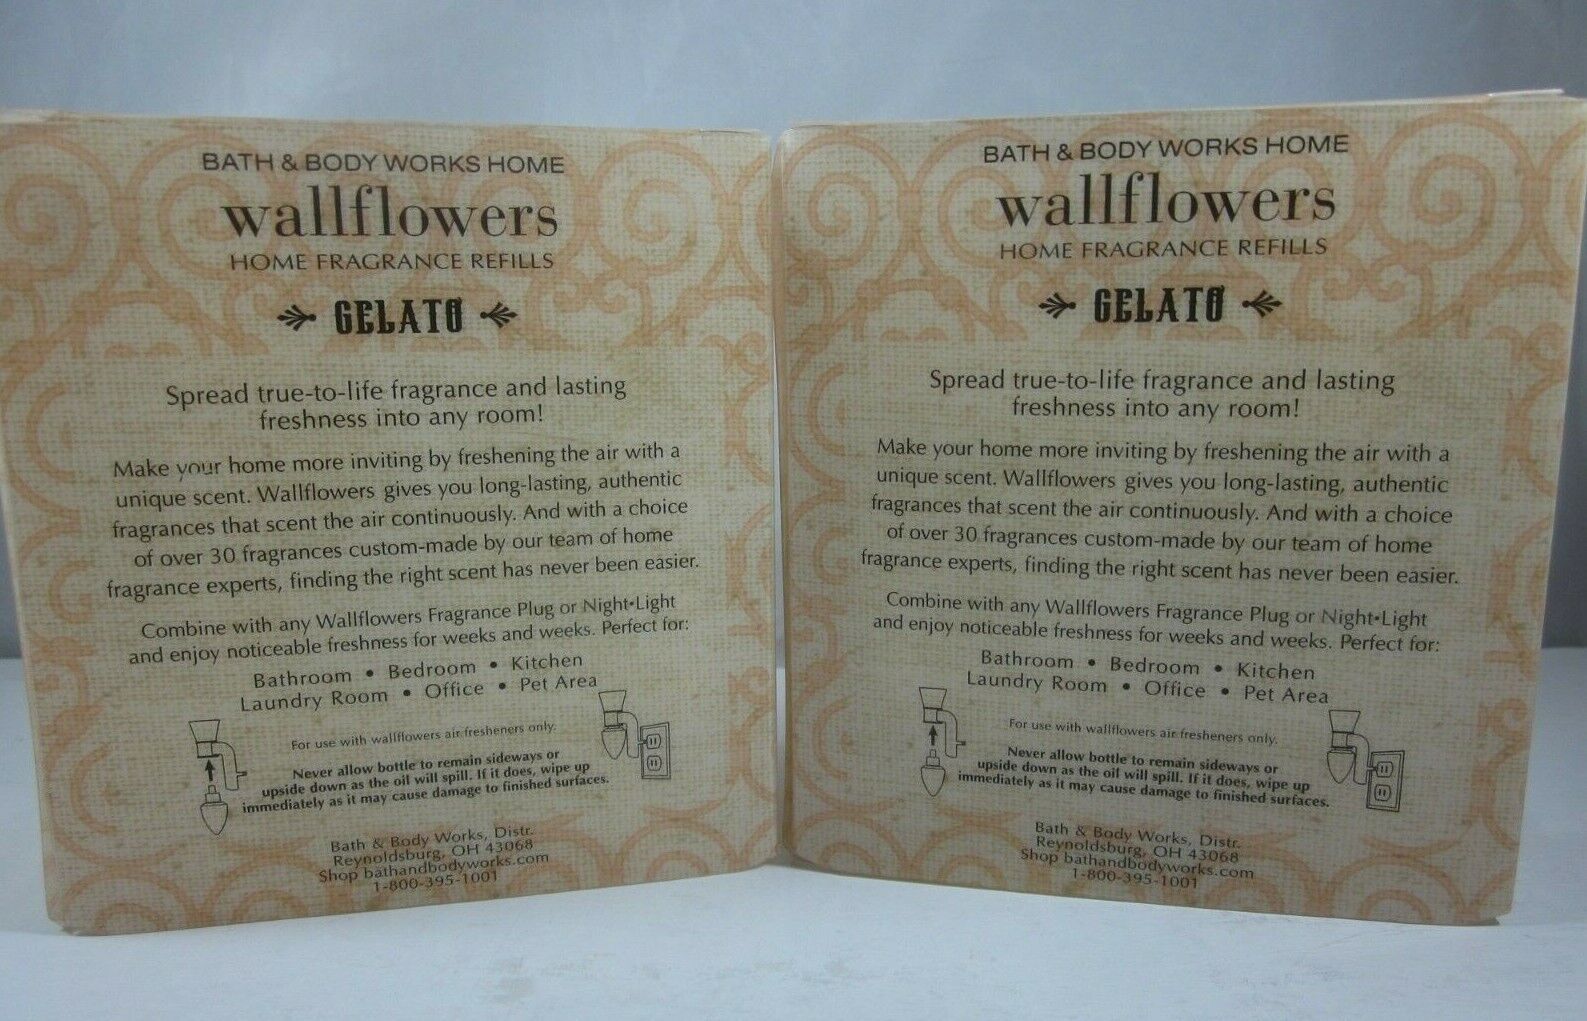 BATH & BODY WORKS HOME
wallflowers
HOME FRAGRANCE REFILLS
GELATO
Spread true-to-life fragrance and lasting
freshness into any room!
Make your home more inviting by freshening the air with a
unique scent. Wallflowers gives you long-lasting, authentic
fragrances that scent the air continuously. And with a choice
of over 30 fragrances custom-made by our team of home
fragrance experts, finding the right scent has never been easier.
Combine with any Wallflowers Fragrance Plug or Night•Light
and enjoy noticeable freshness for weeks and weeks. Perfect for:
Bathroom • Bedroom • Kitchen
Laundry Room • Office • Pet Area
For use with wallflowers air fresheners only.
Never allow bottle to remain sideways or
upside down as the oil will spill. If it does, wipe up
immediately as it may cause damage to finished surfaces.
Bath & Body Works, Distr.
Reynoldsburg, OH 43068
Shop bathandbodyworks.com
1-800-395-1001
BATH & BODY WORKS HOME
wallflowers
HOME FRAGRANCE REFILLS
GELATO
Spread true-to-life fragrance and lasting
freshness into any room!
Make your home more inviting by freshening the air with a
unique scent. Wallflowers gives you long-lasting, authentic
fragrances that scent the air continuously. And with a choice
of over 30 fragrances custom-made by our team of home
fragrance experts, finding the right scent has never been easier.
Combine with any Wallflowers Fragrance Plug or Night•Light
and enjoy noticeable freshness for weeks and weeks. Perfect for:
Bathroom • Bedroom • Kitchen
Laundry Room • Office • Pet Area
For use with wallflowers air fresheners only.
Never allow bottle to remain sideways or
upside down as the oil will spill. If it does, wipe up
immediately as it may cause damage to finished surfaces.
Bath & Body Works, Distr.
Reynoldsburg, OH 43068
Shop bathandbodyworks.com
1-800-395-1001